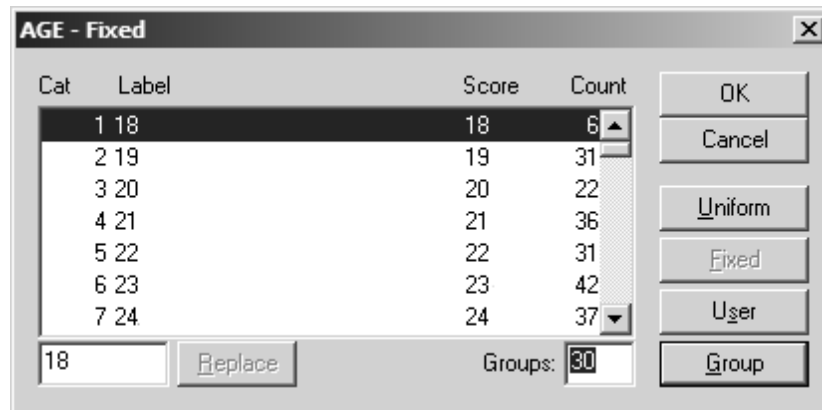 AGE - Fixed
Cat Label Score Count
1 18 18 6
2 19 19 31
3 20 20 22
4 21 21 36
5 22 22 31
6 23 23 42
7 24 24 37
18 Replace Groups: 30
OK
Cancel
Uniform
Fixed
User
Group